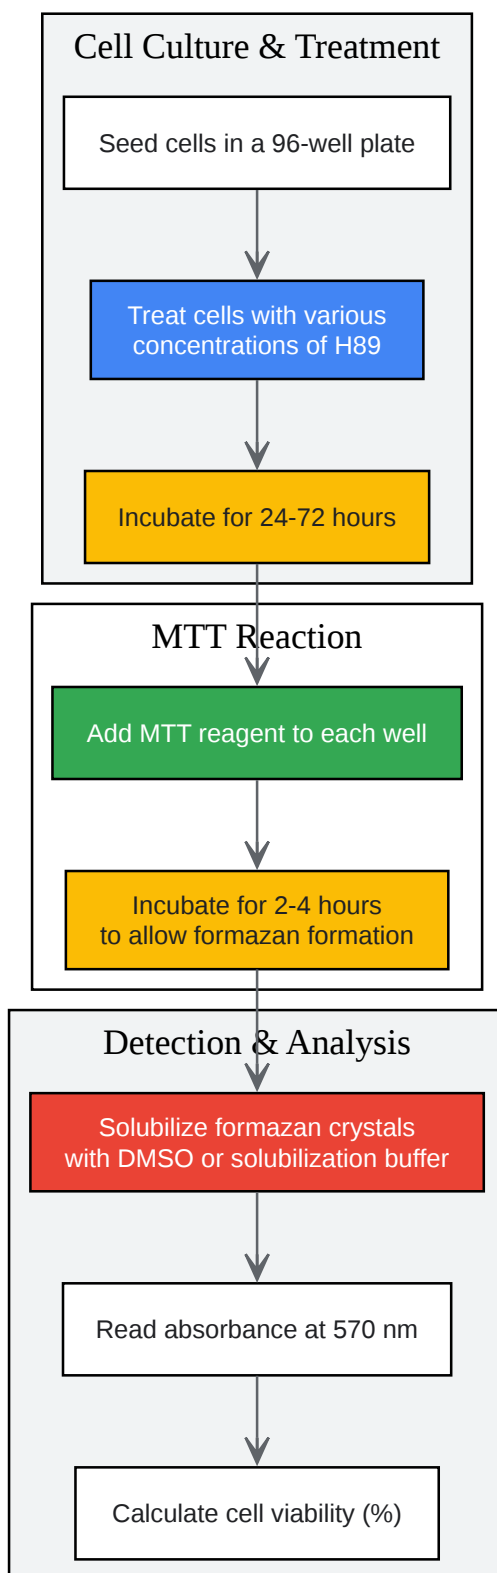 Cell Culture & Treatment
Seed cells in a 96-well plate
Treat cells with various
concentrations of H89
Incubate for 24-72 hours
MTT Reaction
Add MTT reagent to each well
Incubate for 2-4 hours
to allow formazan formation
Detection & Analysis
Solubilize formazan crystals
with DMSO or solubilization buffer
Read absorbance at 570 nm
Calculate cell viability (%)